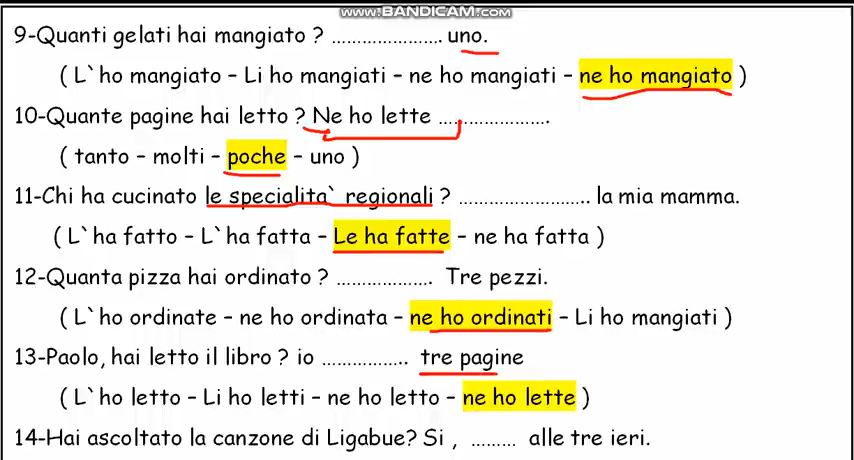 www.BANDICAM.com
9-Quanti gelati hai mangiato ? ...................... uno.
( L`ho mangiato – Li ho mangiati – ne ho mangiati – ne ho mangiato )
10-Quante pagine hai letto ? Ne ho lette ......................
( tanto – molti – poche – uno )
11-Chi ha cucinato le specialita` regionali ? .......................... la mia mamma.
( L`ha fatto – L`ha fatta – Le ha fatte – ne ha fatta )
12-Quanta pizza hai ordinato ? ................... Tre pezzi.
( L`ho ordinate – ne ho ordinata – ne ho ordinati – Li ho mangiati )
13-Paolo, hai letto il libro ? io ................. tre pagine
( L`ho letto – Li ho letti – ne ho letto – ne ho lette )
14-Hai ascoltato la canzone di Ligabue? Si , ......... alle tre ieri.